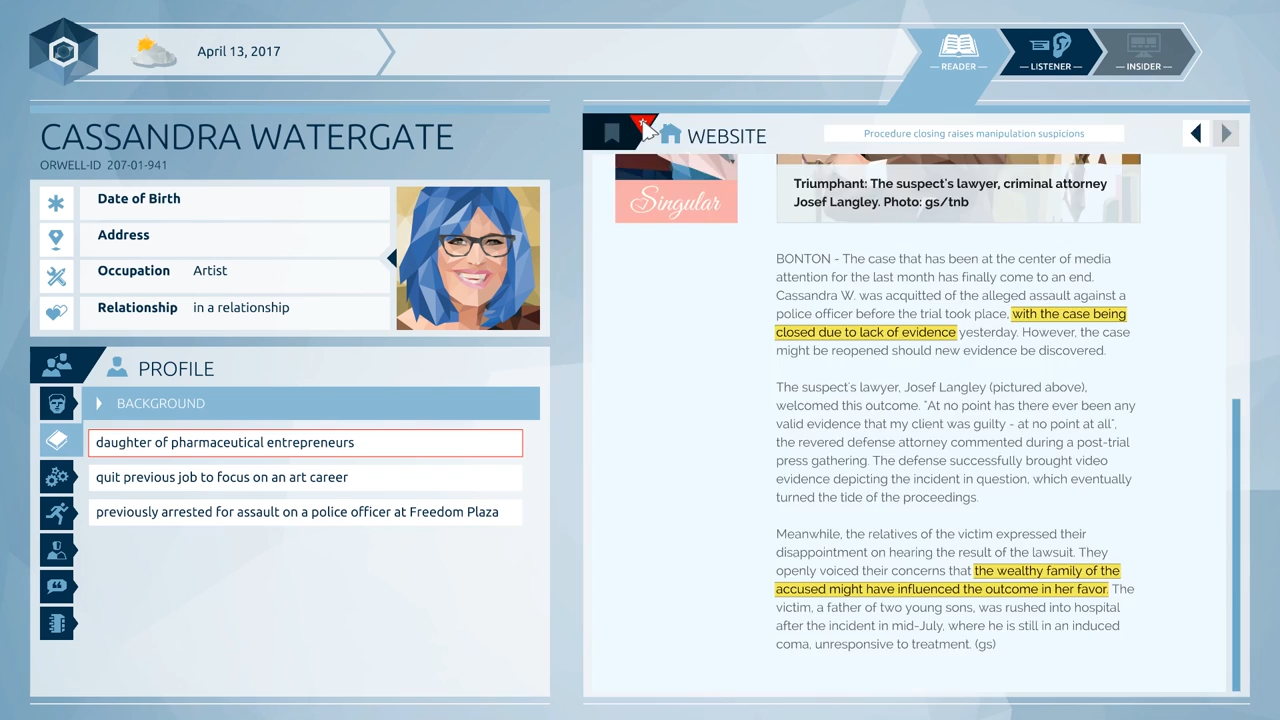 April 13, 2017
— READER —
— LISTENER —
— INSIDER —
CASSANDRA WATERGATE
ORWELL-ID 207-01-941
Date of Birth
Address
Occupation Artist
Relationship in a relationship
PROFILE
BACKGROUND
daughter of pharmaceutical entrepreneurs
quit previous job to focus on an art career
previously arrested for assault on a police officer at Freedom Plaza
WEBSITE
Procedure closing raises manipulation suspicions
Singular
Triumphant: The suspect's lawyer, criminal attorney
Josef Langley. Photo: gs/tnb
BONTON - The case that has been at the center of media
attention for the last month has finally come to an end.
Cassandra W. was acquitted of the alleged assault against a
police officer before the trial took place, with the case being
closed due to lack of evidence yesterday. However, the case
might be reopened should new evidence be discovered.
The suspect's lawyer, Josef Langley (pictured above),
welcomed this outcome. "At no point has there ever been any
valid evidence that my client was guilty - at no point at all",
the revered defense attorney commented during a post-trial
press gathering. The defense successfully brought video
evidence depicting the incident in question, which eventually
turned the tide of the proceedings.
Meanwhile, the relatives of the victim expressed their
disappointment on hearing the result of the lawsuit. They
openly voiced their concerns that the wealthy family of the
accused might have influenced the outcome in her favor. The
victim, a father of two young sons, was rushed into hospital
after the incident in mid-July, where he is still in an induced
coma, unresponsive to treatment. (gs)